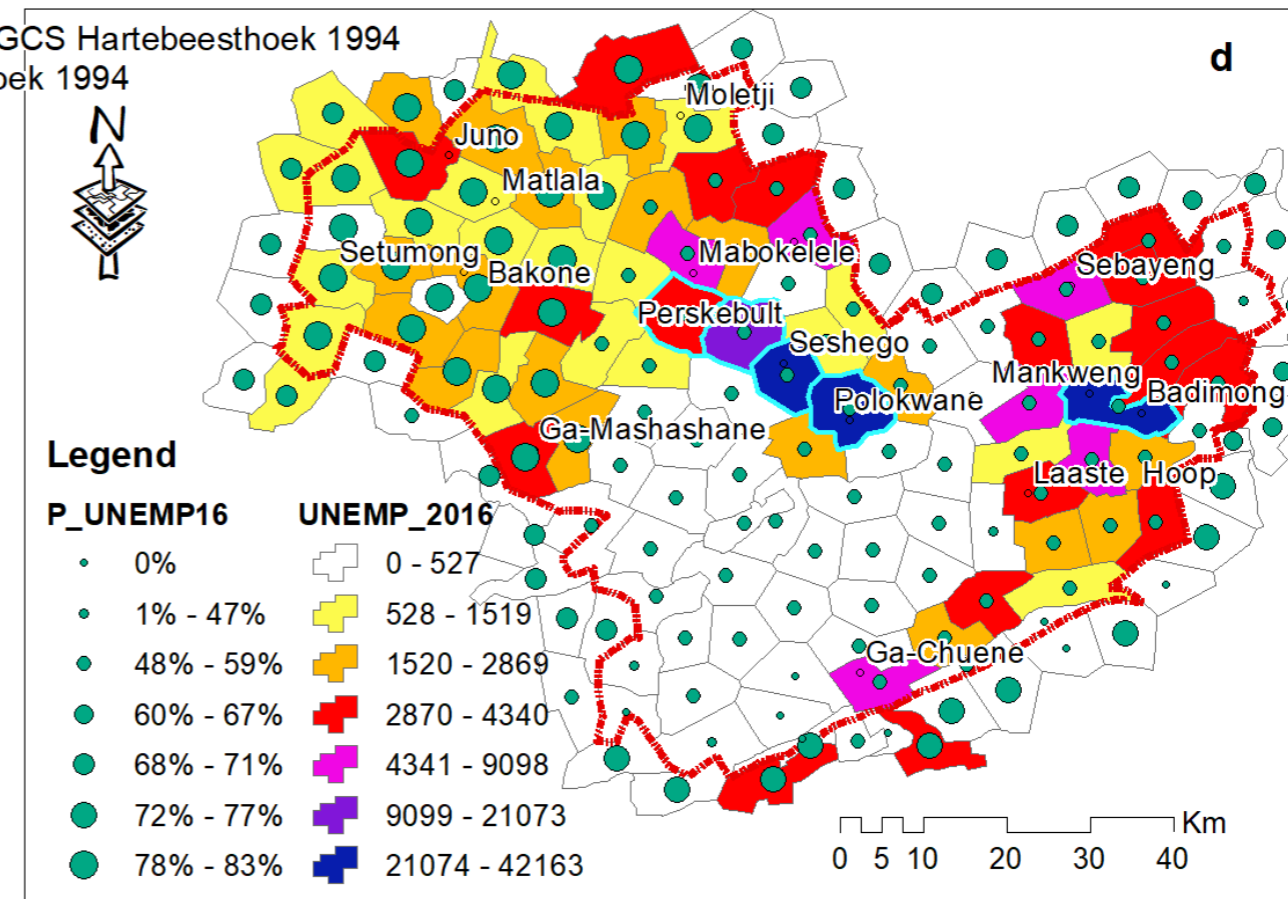 GCS Hartebeesthoek 1994
oek 1994
d
N
Moletji
Juno
Matlala
Setumong
Bakone
Mabokelele
Sebayeng
Perskebult
Seshego
Mankweng
Badimong
Polokwane
Ga-Mashashane
Laaste Hoop
Ga-Chuene
Legend
P_UNEMP16 UNEMP_2016
0% 0 - 527
1% - 47% 528 - 1519
48% - 59% 1520 - 2869
60% - 67% 2870 - 4340
68% - 71% 4341 - 9098
72% - 77% 9099 - 21073
78% - 83% 21074 - 42163
Km
0 5 10 20 30 40